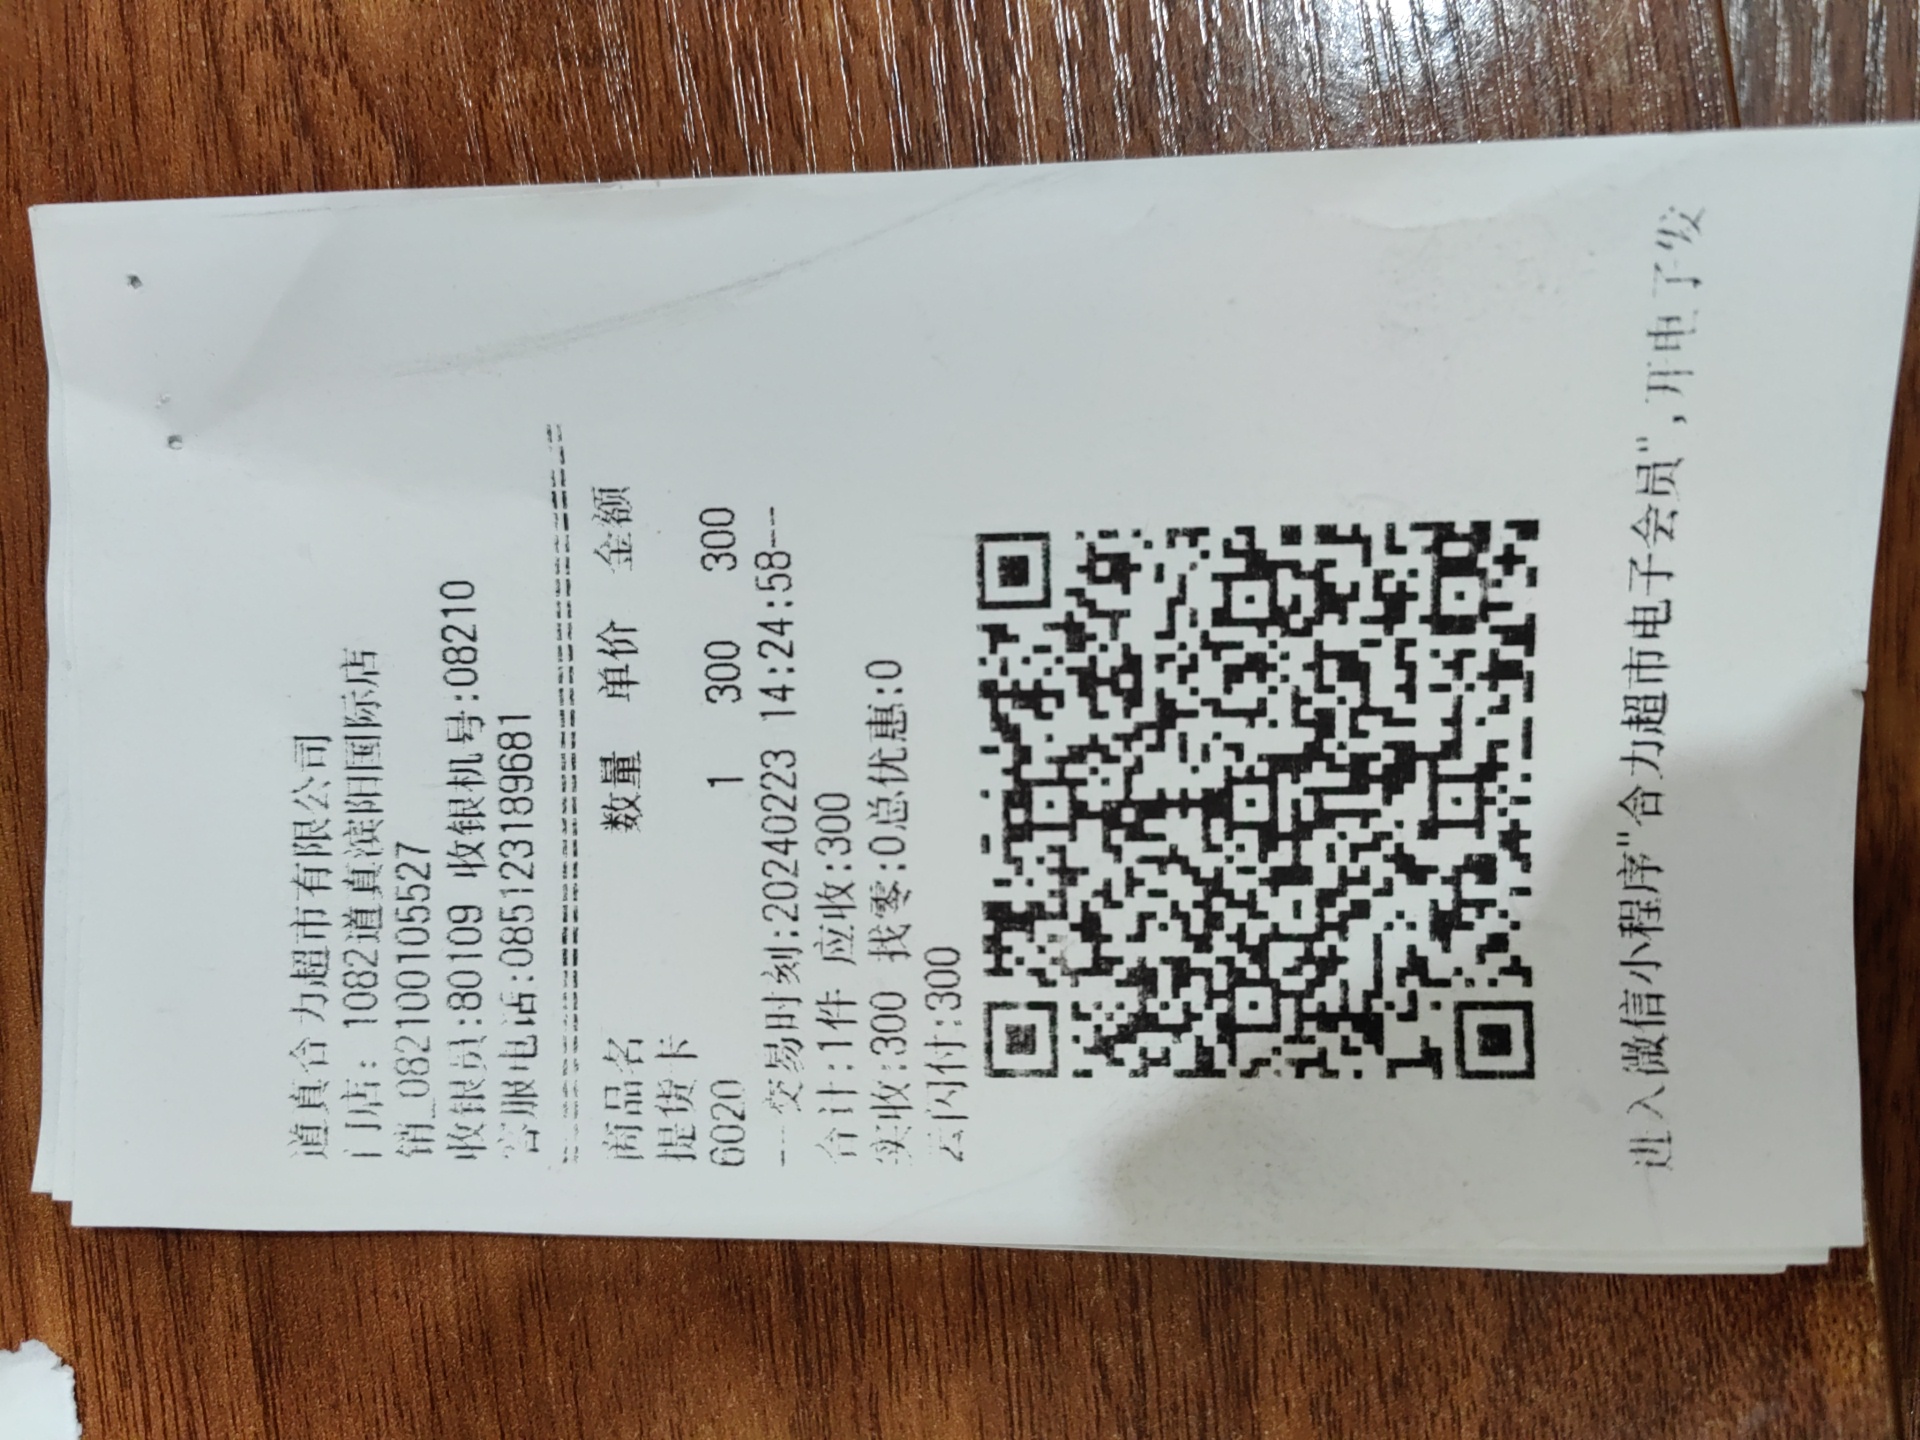 道真合力超市有限公司
门店: 1082道真滨阳国际店
销_0821001055​27
收银员:80109 收银机号:08210
客服电话:085123189681
商品名 数量 单价 金额
提货卡
6020 1 300 300
---交易时刻:20240223 14:24:58--
合计:1件 应收:300
实收:300 找零:0总优惠:0
云闪付:300
进入微信小程序"合力超市电子会员",开电子发